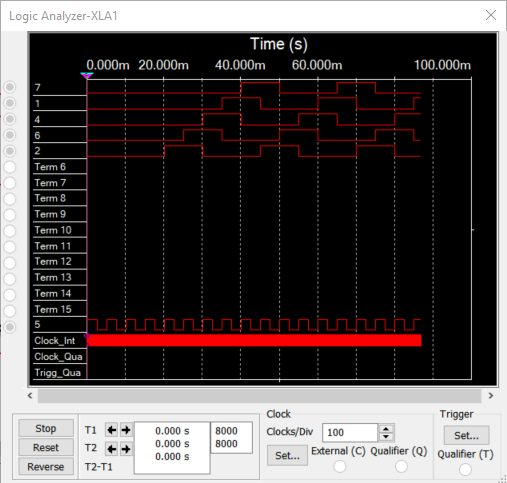 Logic Analyzer-XLA1
Time (s)
0.000m 20.000m 40.000m 60.000m 100.000m
7
1
4
6
2
Term 6
Term 7
Term 8
Term 9
Term 10
Term 11
Term 12
Term 13
Term 14
Term 15
5
Clock_Int
Clock_Qua
Trigg_Qua
Stop
Reset
Reverse
T1 0.000 s 8000
T2 0.000 s 8000
T2-T1 0.000 s
Clock
Clocks/Div 100
Set...
External (C) Qualifier (Q)
Trigger
Set...
Qualifier (T)